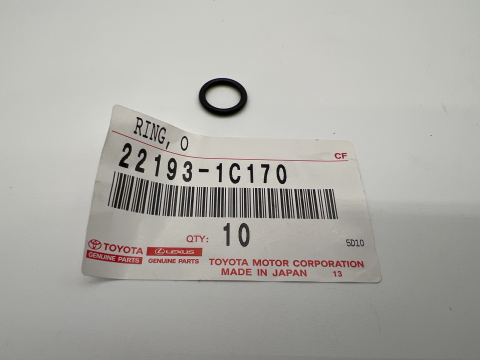 RING, O
CF
22193-1C170
QTY: 10
5D10
TOYOTA
GENUINE PARTS
LEXUS
GENUINE PARTS
TOYOTA MOTOR CORPORATION
MADE IN JAPAN 13